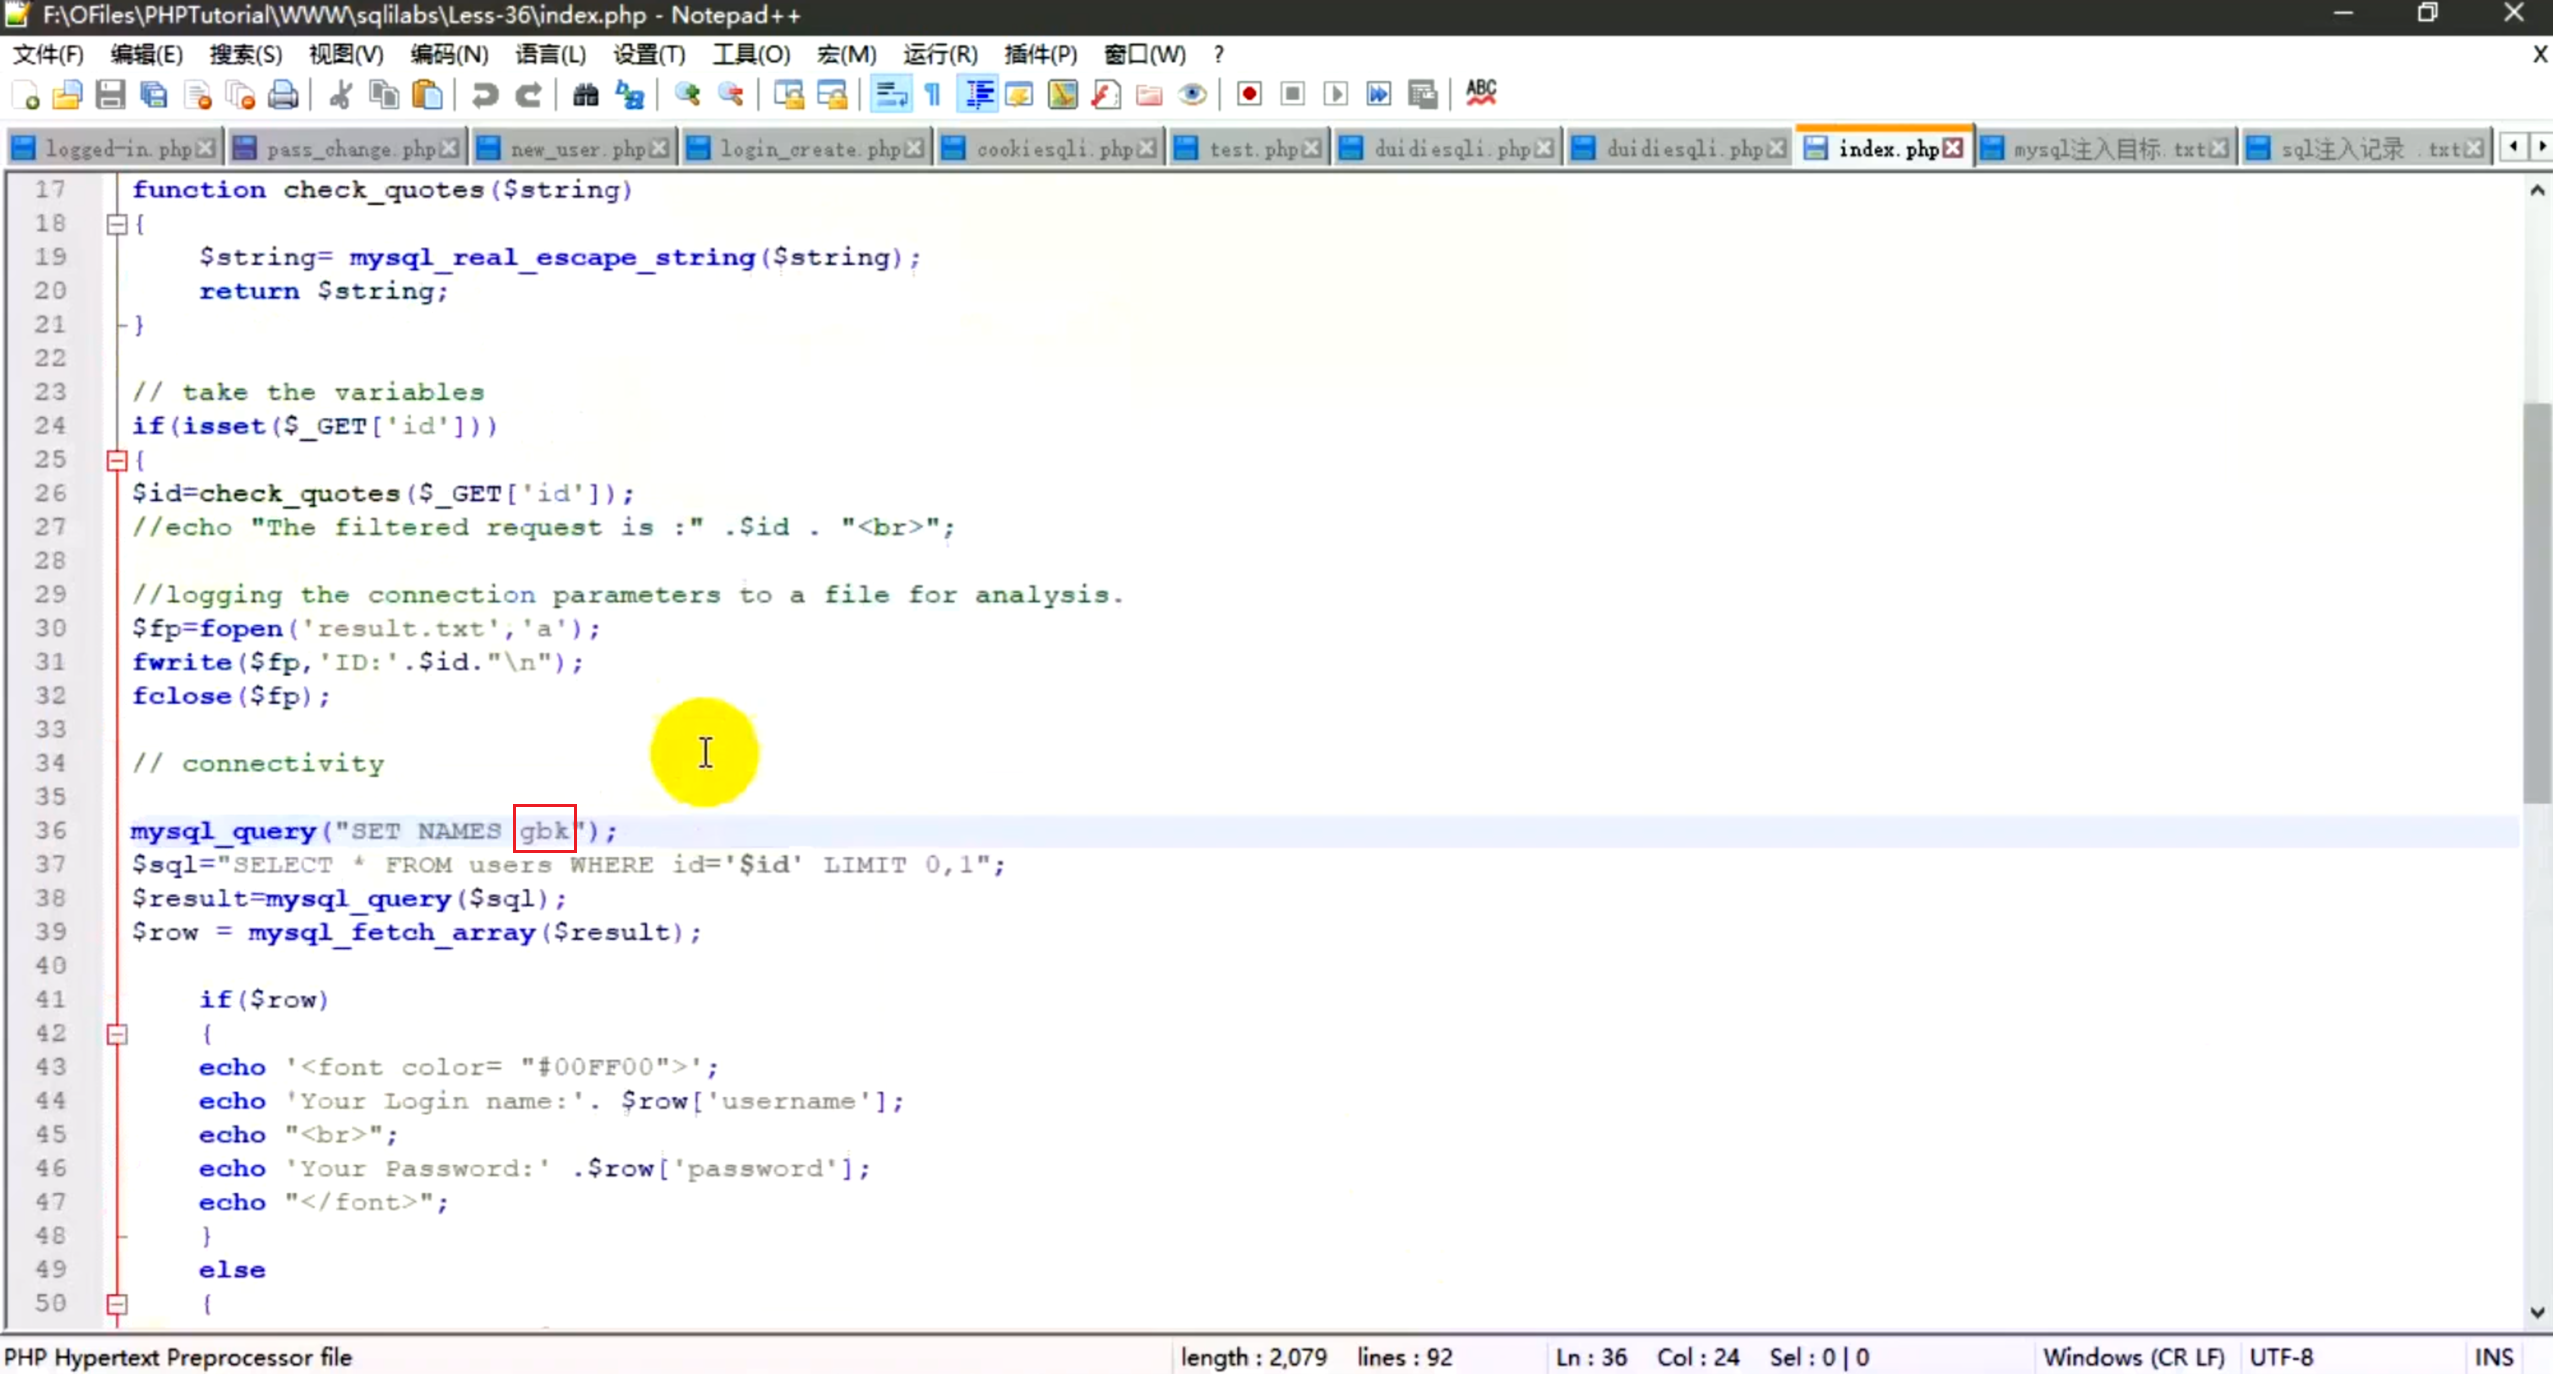 F:\OFiles\PHPTutorial\WWW\sqlilabs\Less-36\index.php - Notepad++
文件(F) 编辑(E) 搜索(S) 视图(V) 编码(N) 语言(L) 设置(T) 工具(O) 宏(M) 运行(R) 插件(P) 窗口(W) ? X
ABC
logged-in.php pass_change.php new_user.php login_create.php cookiesqli.php test.php duidiesqli.php duidiesqli.php index.php mysql注入目标.txt sql注入记录 .txt
17 function check_quotes($string)
18 {
19 $string= mysql_real_escape_string($string);
20 return $string;
21 }
22
23 // take the variables
24 if(isset($_GET['id']))
25 {
26 $id=check_quotes($_GET['id']);
27 //echo "The filtered request is :" .$id . "<br>";
28
29 //logging the connection parameters to a file for analysis.
30 $fp=fopen('result.txt','a');
31 fwrite($fp,'ID:'.$id."\n");
32 fclose($fp);
33
34 // connectivity
35
36 mysql_query("SET NAMES gbk");
37 $sql="SELECT * FROM users WHERE id='$id' LIMIT 0,1";
38 $result=mysql_query($sql);
39 $row = mysql_fetch_array($result);
40
41 if($row)
42 {
43 echo '<font color= "#00FF00">';
44 echo 'Your Login name:'. $row['username'];
45 echo "<br>";
46 echo 'Your Password:' .$row['password'];
47 echo "</font>";
48 }
49 else
50 {
PHP Hypertext Preprocessor file length : 2,079 lines : 92 Ln : 36 Col : 24 Sel : 0 | 0 Windows (CR LF) UTF-8 INS